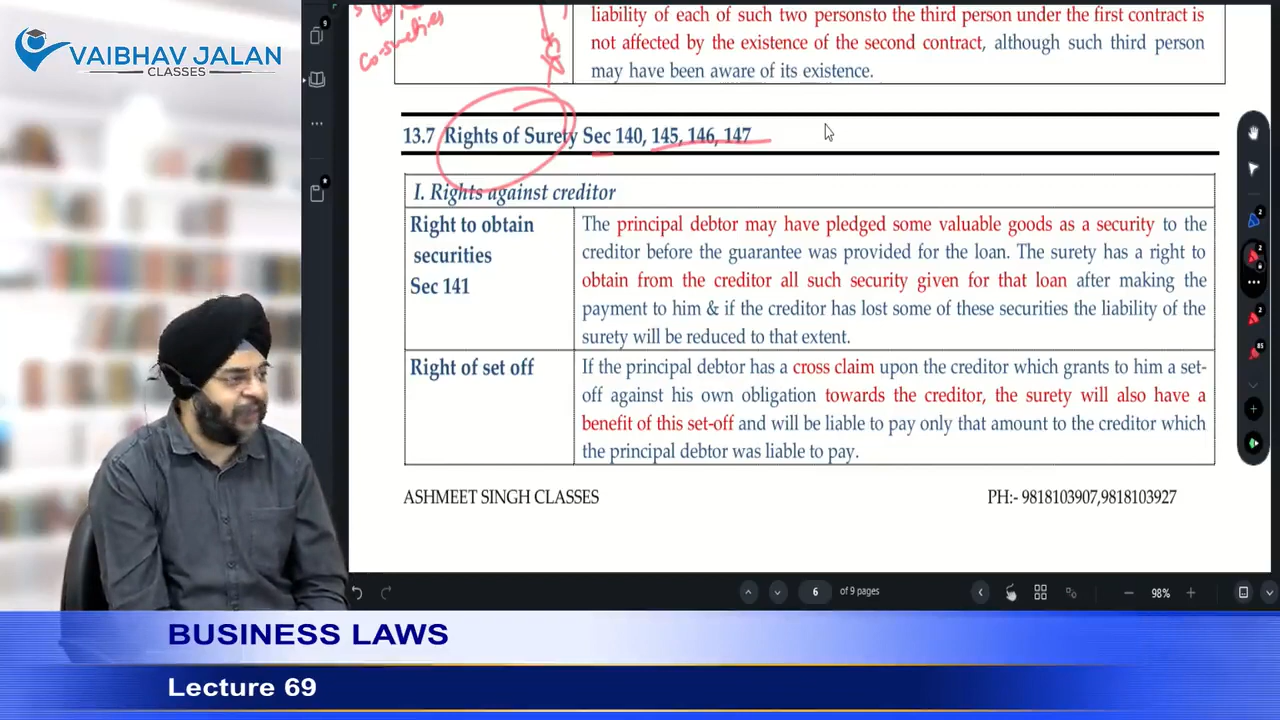 VAIBHAV JALAN
CLASSES
Co-sureties
liability of each of such two personsto the third person under the first contract is
not affected by the existence of the second contract, although such third person
may have been aware of its existence.
13.7 Rights of Surety Sec 140, 145, 146, 147
I. Rights against creditor
Right to obtain
securities
Sec 141
The principal debtor may have pledged some valuable goods as a security to the
creditor before the guarantee was provided for the loan. The surety has a right to
obtain from the creditor all such security given for that loan after making the
payment to him & if the creditor has lost some of these securities the liability of the
surety will be reduced to that extent.
Right of set off
If the principal debtor has a cross claim upon the creditor which grants to him a set-
off against his own obligation towards the creditor, the surety will also have a
benefit of this set-off and will be liable to pay only that amount to the creditor which
the principal debtor was liable to pay.
ASHMEET SINGH CLASSES
PH:- 9818103907,9818103927
6 of 9 pages
98%
9
2
2
2
85
BUSINESS LAWS
Lecture 69